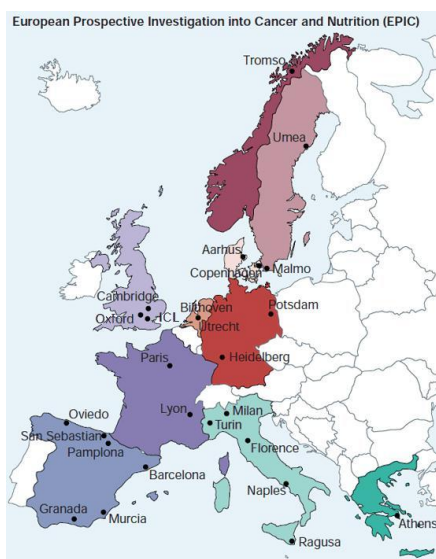 European Prospective Investigation into Cancer and Nutrition (EPIC)
Tromso
Umea
Aarhus
Copenhagen
Malmo
Cambridge
Oxford
ICL
Bilthoven
Utrecht
Potsdam
Paris
Heidelberg
Lyon
Milan
Turin
Oviedo
San Sebastian
Pamplona
Florence
Barcelona
Naples
Granada
Murcia
Athens
Ragusa